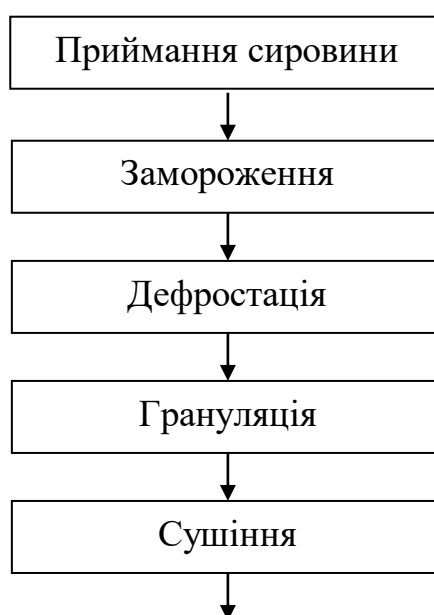 Приймання сировини
Замороження
Дефростація
Грануляція
Сушіння